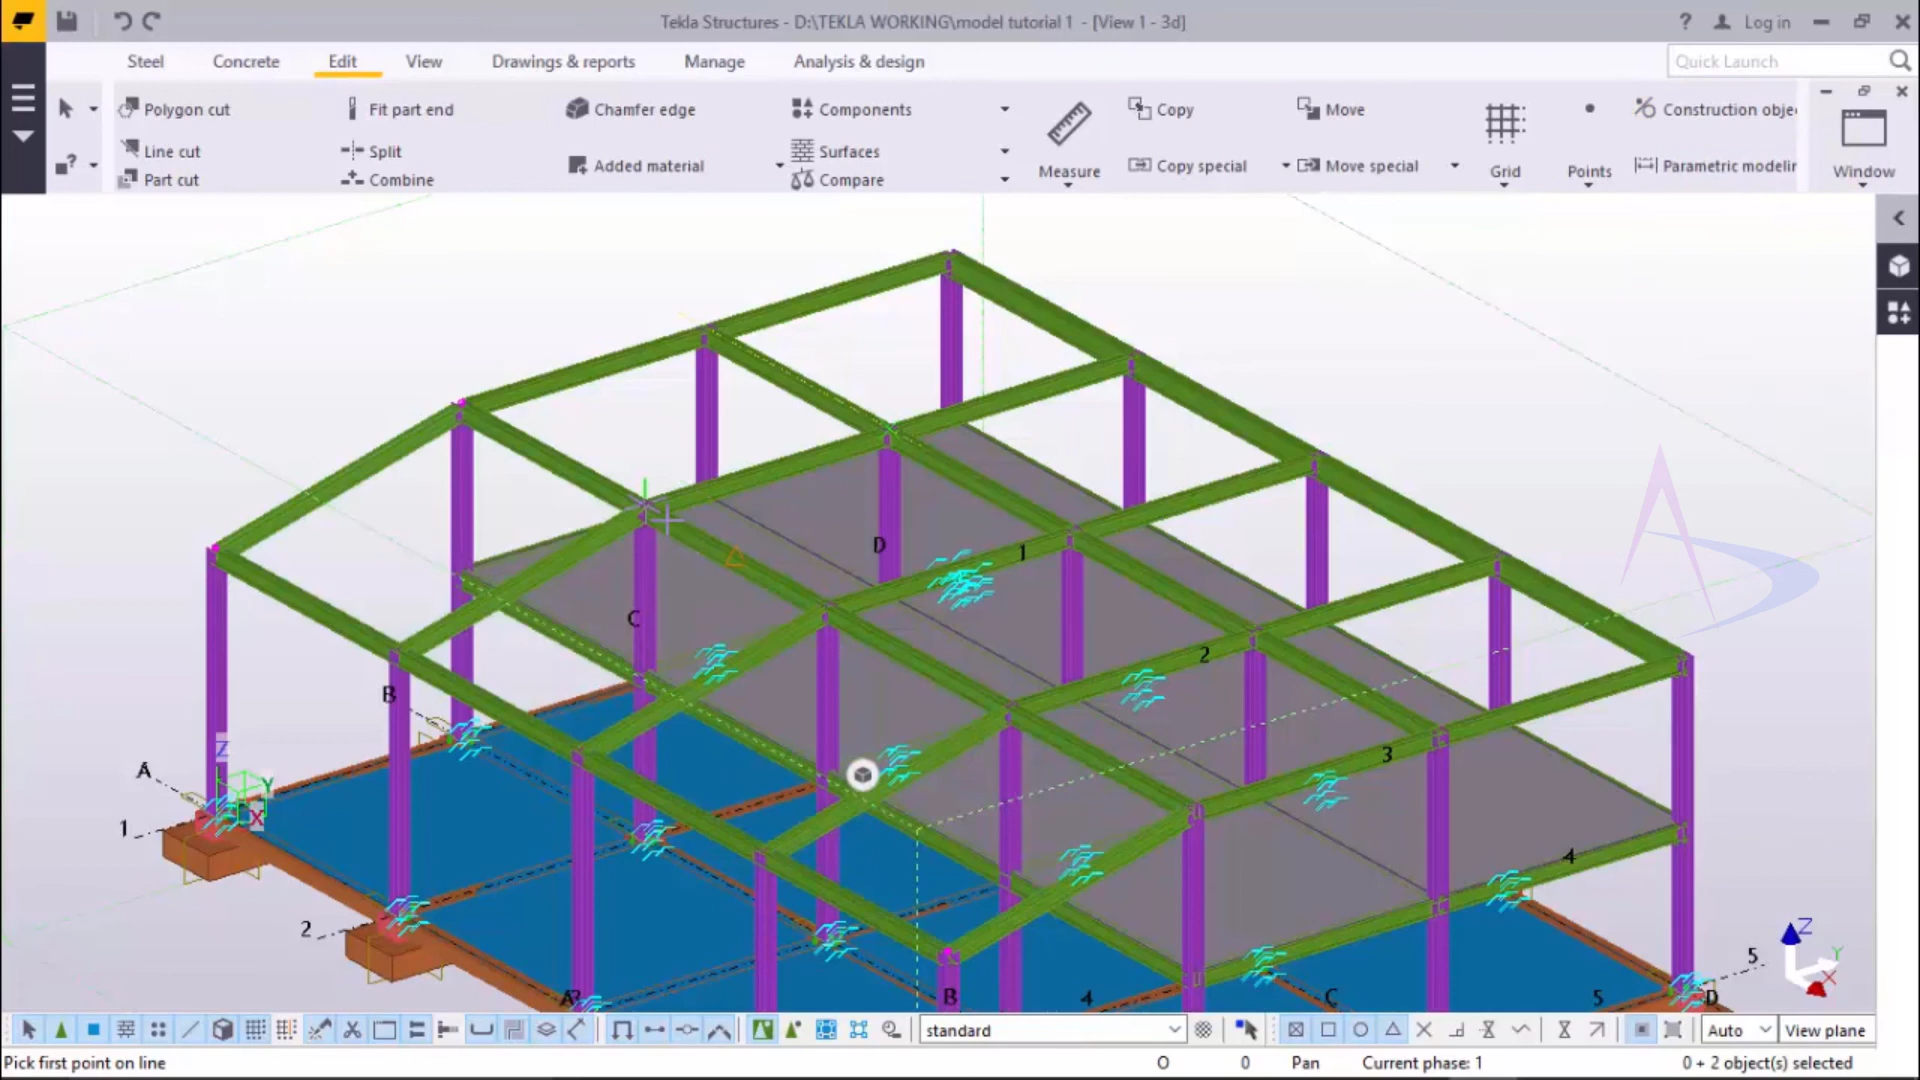 Tekla Structures - D:\TEKLA WORKING\model tutorial 1 - [View 1 - 3d]
? Log in
Steel Concrete Edit View Drawings & reports Manage Analysis & design
Quick Launch
Polygon cut Fit part end Chamfer edge Components Copy Move Construction obje
Line cut Split Surfaces
Added material Copy special Move special Parametric modelin
Measure Grid Points Window
Part cut Combine Compare
D 1
C
2
B
3
Z
A
Y
X
1
4
2
Z
Y
X
5
A B 4 C 5 D
standard Auto View plane
Pick first point on line O 0 Pan Current phase: 1 0 + 2 object(s) selected